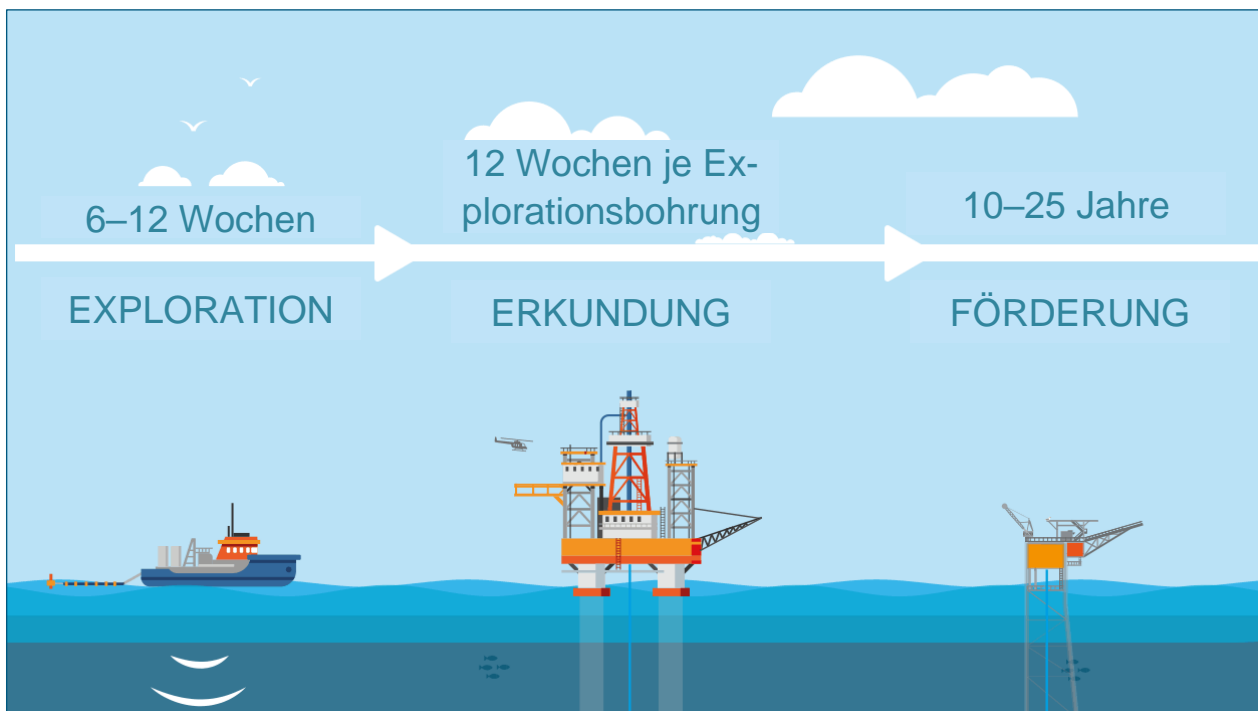 6–12 Wochen
12 Wochen je Ex-
plorationsbohrung
10–25 Jahre
EXPLORATION
ERKUNDUNG
FÖRDERUNG